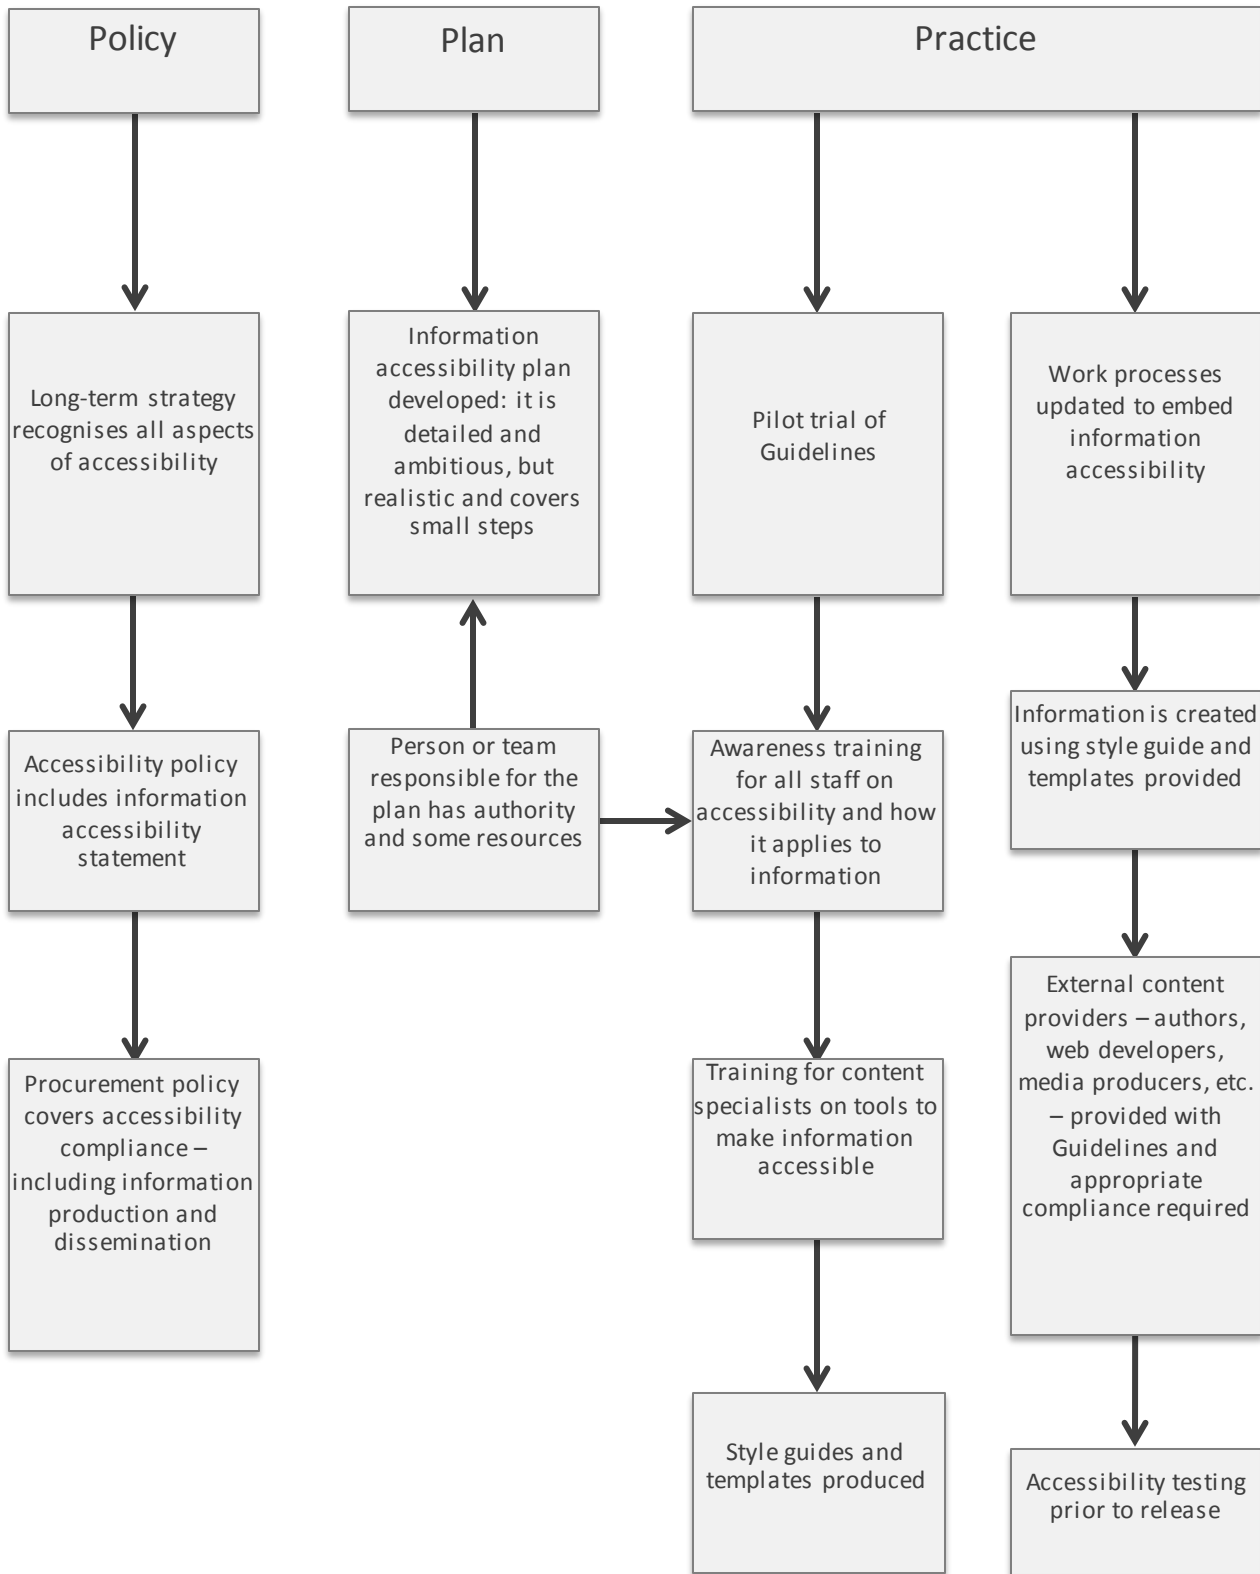 Policy
Plan
Practice
Long-term strategy
recognises all aspects
of accessibility
Accessibility policy
includes information
accessibility
statement
Procurement policy
covers accessibility
compliance –
including information
production and
dissemination
Information
accessibility plan
developed: it is
detailed and
ambitious, but
realistic and covers
small steps
Person or team
responsible for the
plan has authority
and some resources
Pilot trial of
Guidelines
Awareness training
for all staff on
accessibility and how
it applies to
information
Training for content
specialists on tools to
make information
accessible
Style guides and
templates produced
Work processes
updated to embed
information
accessibility
Information is created
using style guide and
templates provided
External content
providers – authors,
web developers,
media producers, etc.
– provided with
Guidelines and
appropriate
compliance required
Accessibility testing
prior to release